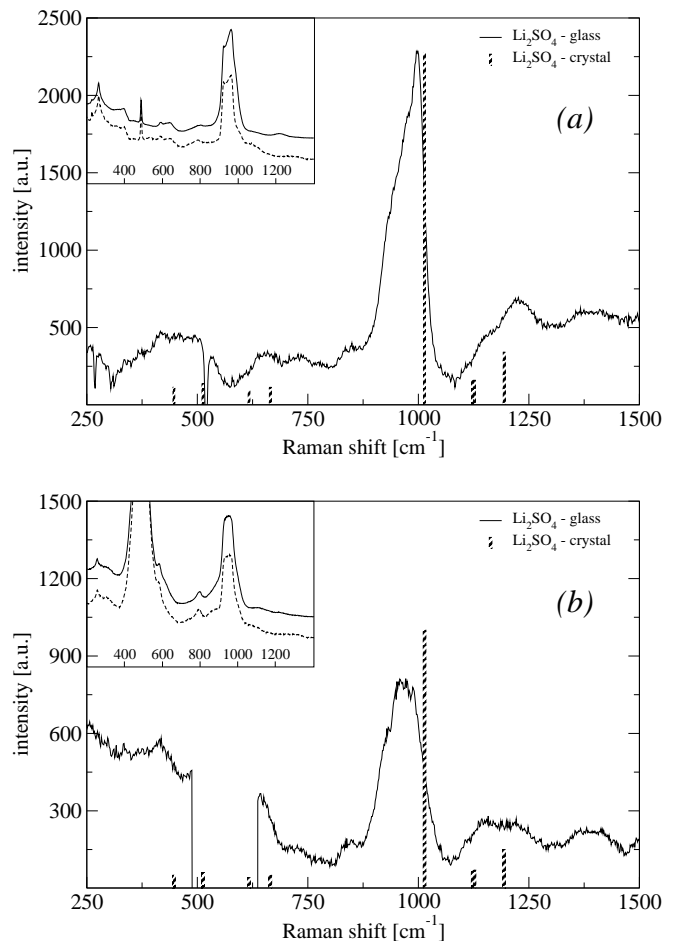 2500
2000
1500
1000
500
intensity [a.u.]
Li2SO4 - glass
Li2SO4 - crystal
(a)
400 600 800 1000 1200
250 500 750 1000 1250 1500
Raman shift [cm-1]
1500
1200
900
600
300
intensity [a.u.]
Li2SO4 - glass
Li2SO4 - crystal
(b)
400 600 800 1000 1200
250 500 750 1000 1250 1500
Raman shift [cm-1]